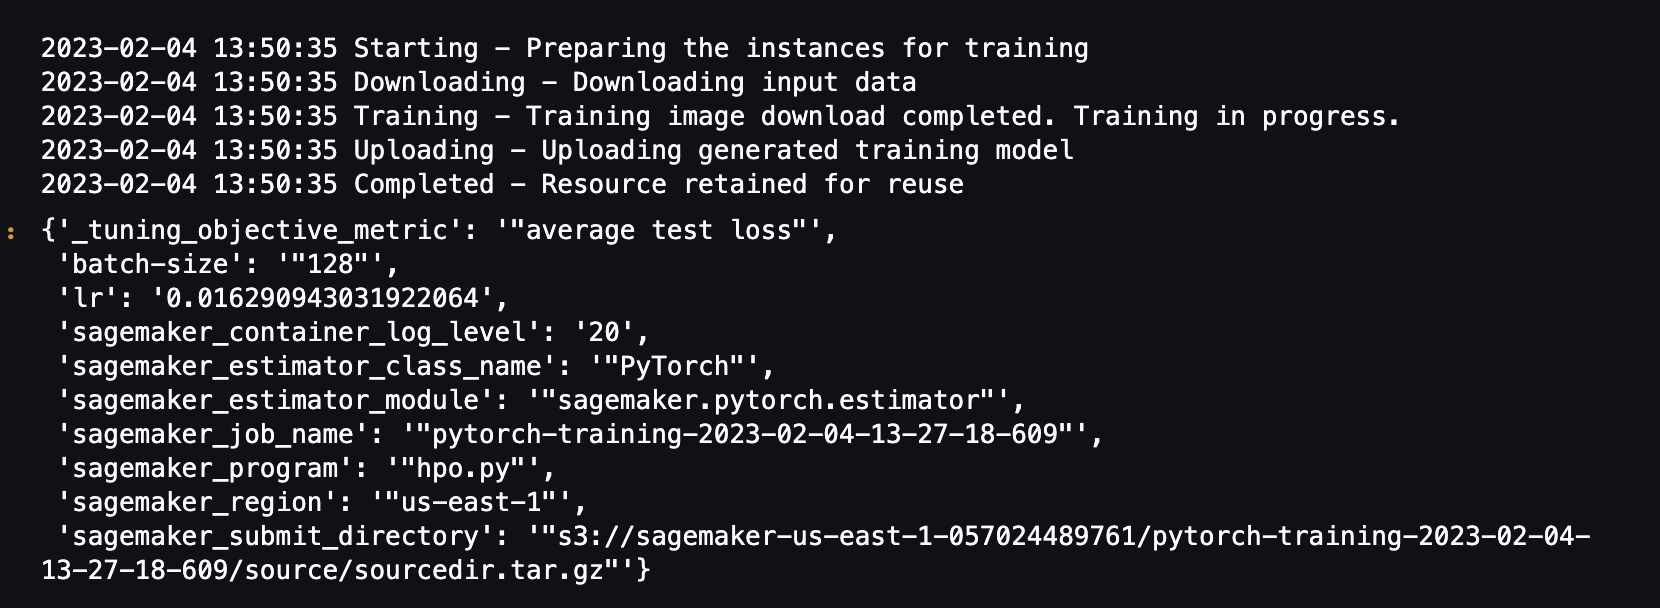 2023-02-04 13:50:35 Starting - Preparing the instances for training
2023-02-04 13:50:35 Downloading - Downloading input data
2023-02-04 13:50:35 Training - Training image download completed. Training in progress.
2023-02-04 13:50:35 Uploading - Uploading generated training model
2023-02-04 13:50:35 Completed - Resource retained for reuse
: {'_tuning_objective_metric': '"average test loss"',
 'batch-size': '"128"',
 'lr': '0.016290943031922064',
 'sagemaker_container_log_level': '20',
 'sagemaker_estimator_class_name': '"PyTorch"',
 'sagemaker_estimator_module': '"sagemaker.pytorch.estimator"',
 'sagemaker_job_name': '"pytorch-training-2023-02-04-13-27-18-609"',
 'sagemaker_program': '"hpo.py"',
 'sagemaker_region': '"us-east-1"',
 'sagemaker_submit_directory': '"s3://sagemaker-us-east-1-057024489761/pytorch-training-2023-02-04-
13-27-18-609/source/sourcedir.tar.gz"'}